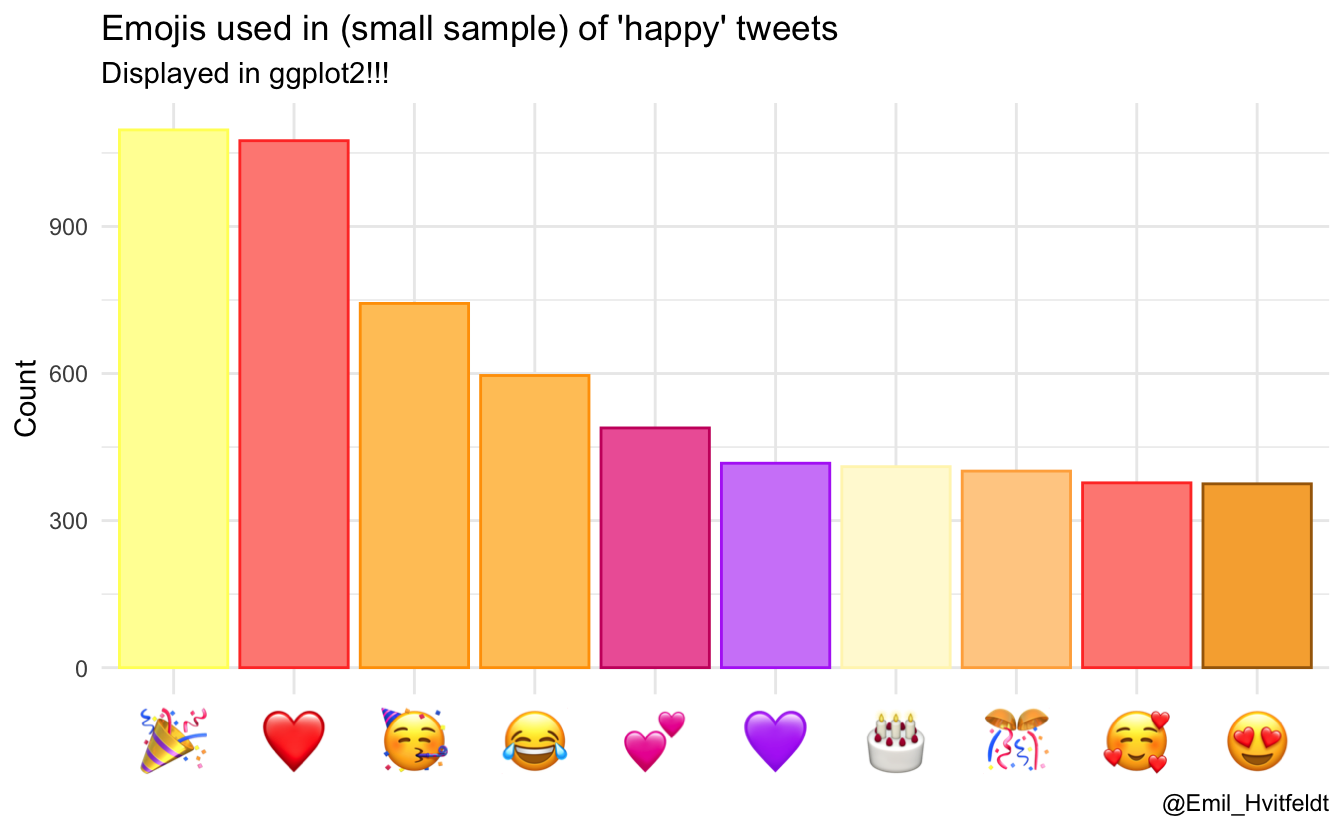 Emojis used in (small sample) of 'happy' tweets
Displayed in ggplot2!!!
Count
900
600
300
0
🎉 ❤️ 🥳 😂 💕 💜 🎂 🎊 🥰 😍
@Emil_Hvitfeldt